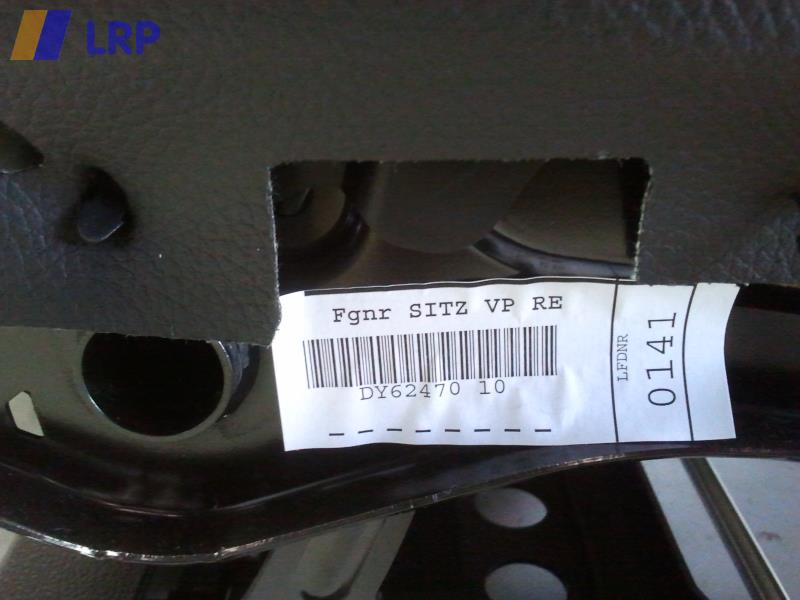 LRP
Fgnr SITZ VP RE
DY62470 10
LFDNR
0141